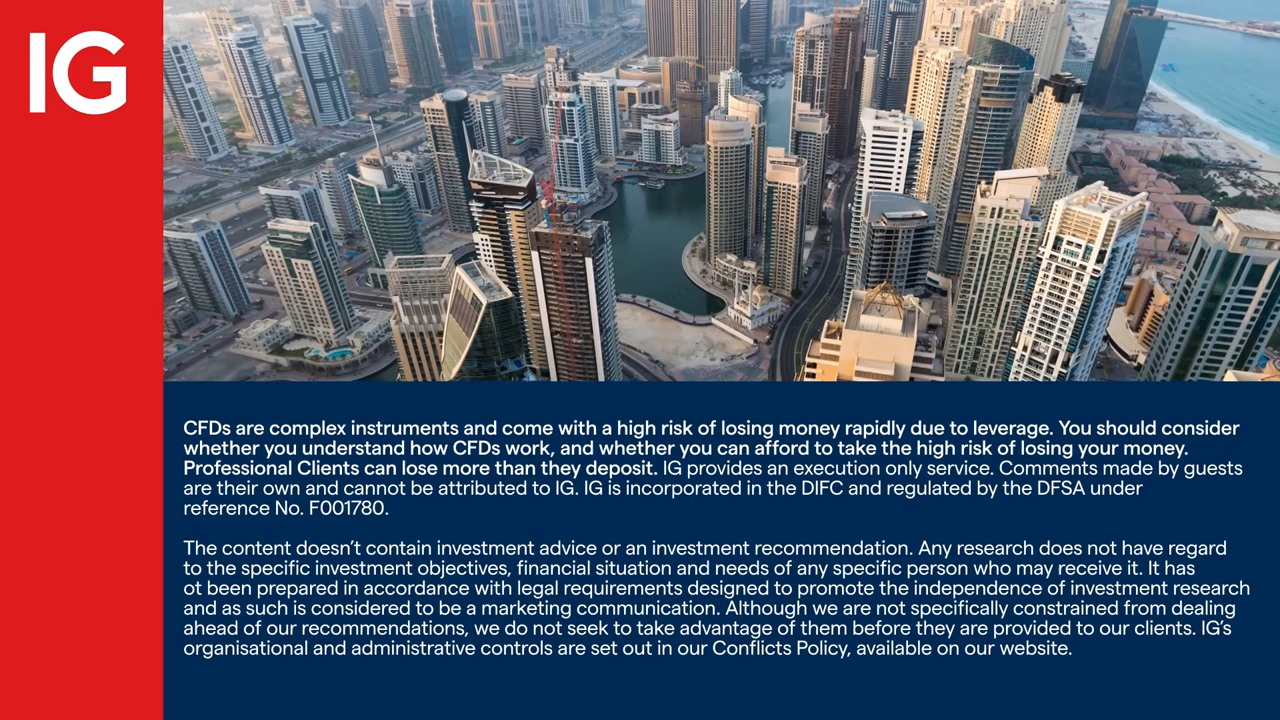 IG
CFDs are complex instruments and come with a high risk of losing money rapidly due to leverage. You should consider
whether you understand how CFDs work, and whether you can afford to take the high risk of losing your money.
Professional Clients can lose more than they deposit. IG provides an execution only service. Comments made by guests
are their own and cannot be attributed to IG. IG is incorporated in the DIFC and regulated by the DFSA under
reference No. F001780.
The content doesn’t contain investment advice or an investment recommendation. Any research does not have regard
to the specific investment objectives, financial situation and needs of any specific person who may receive it. It has
ot been prepared in accordance with legal requirements designed to promote the independence of investment research
and as such is considered to be a marketing communication. Although we are not specifically constrained from dealing
ahead of our recommendations, we do not seek to take advantage of them before they are provided to our clients. IG’s
organisational and administrative controls are set out in our Conflicts Policy, available on our website.